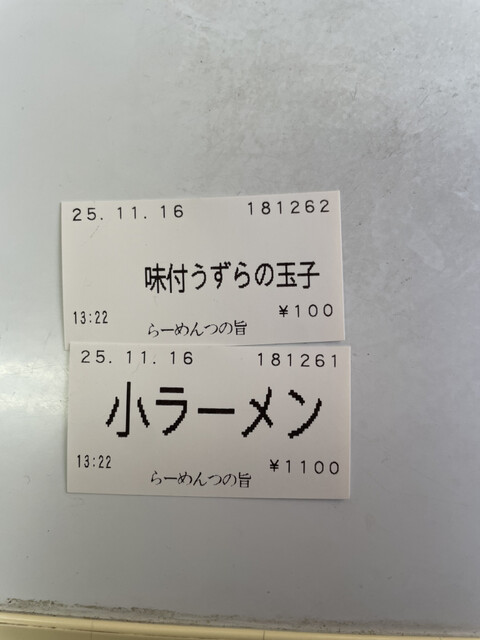 25.11.16 181262
味付うずらの玉子
13:22 ¥100
らーめんつの旨
25.11.16 181261
小ラーメン
13:22 ¥1100
らーめんつの旨